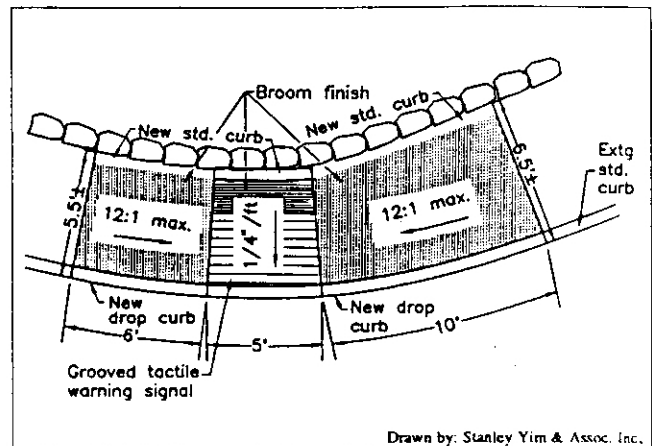 Broom finish
New std. curb
New std. curb
Extg
std.
curb
5.5'±
5.5'±
12:1 max.
1/4"/ft
12:1 max.
New
drop curb
New drop
curb
6'
5'
10'
Grooved tactile
warning signal
Drawn by: Stanley Yim & Assoc. Inc.